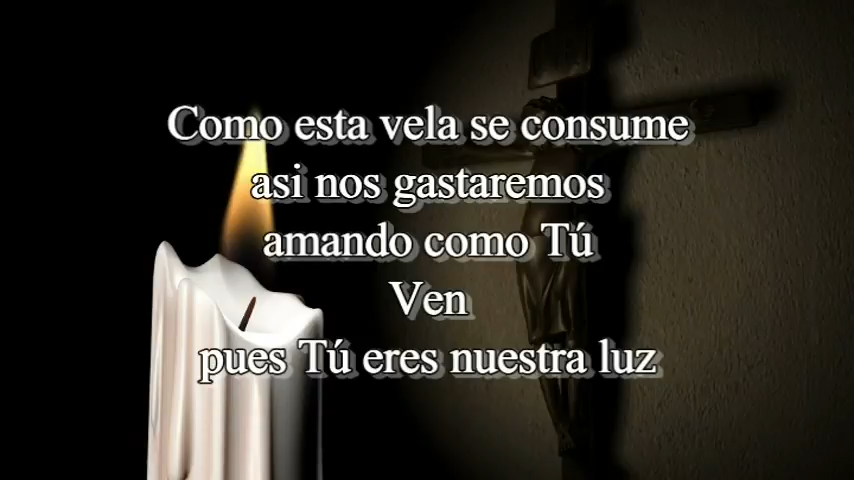 Como esta vela se consume
asi nos gastaremos
amando como Tú
Ven
pues Tú eres nuestra luz